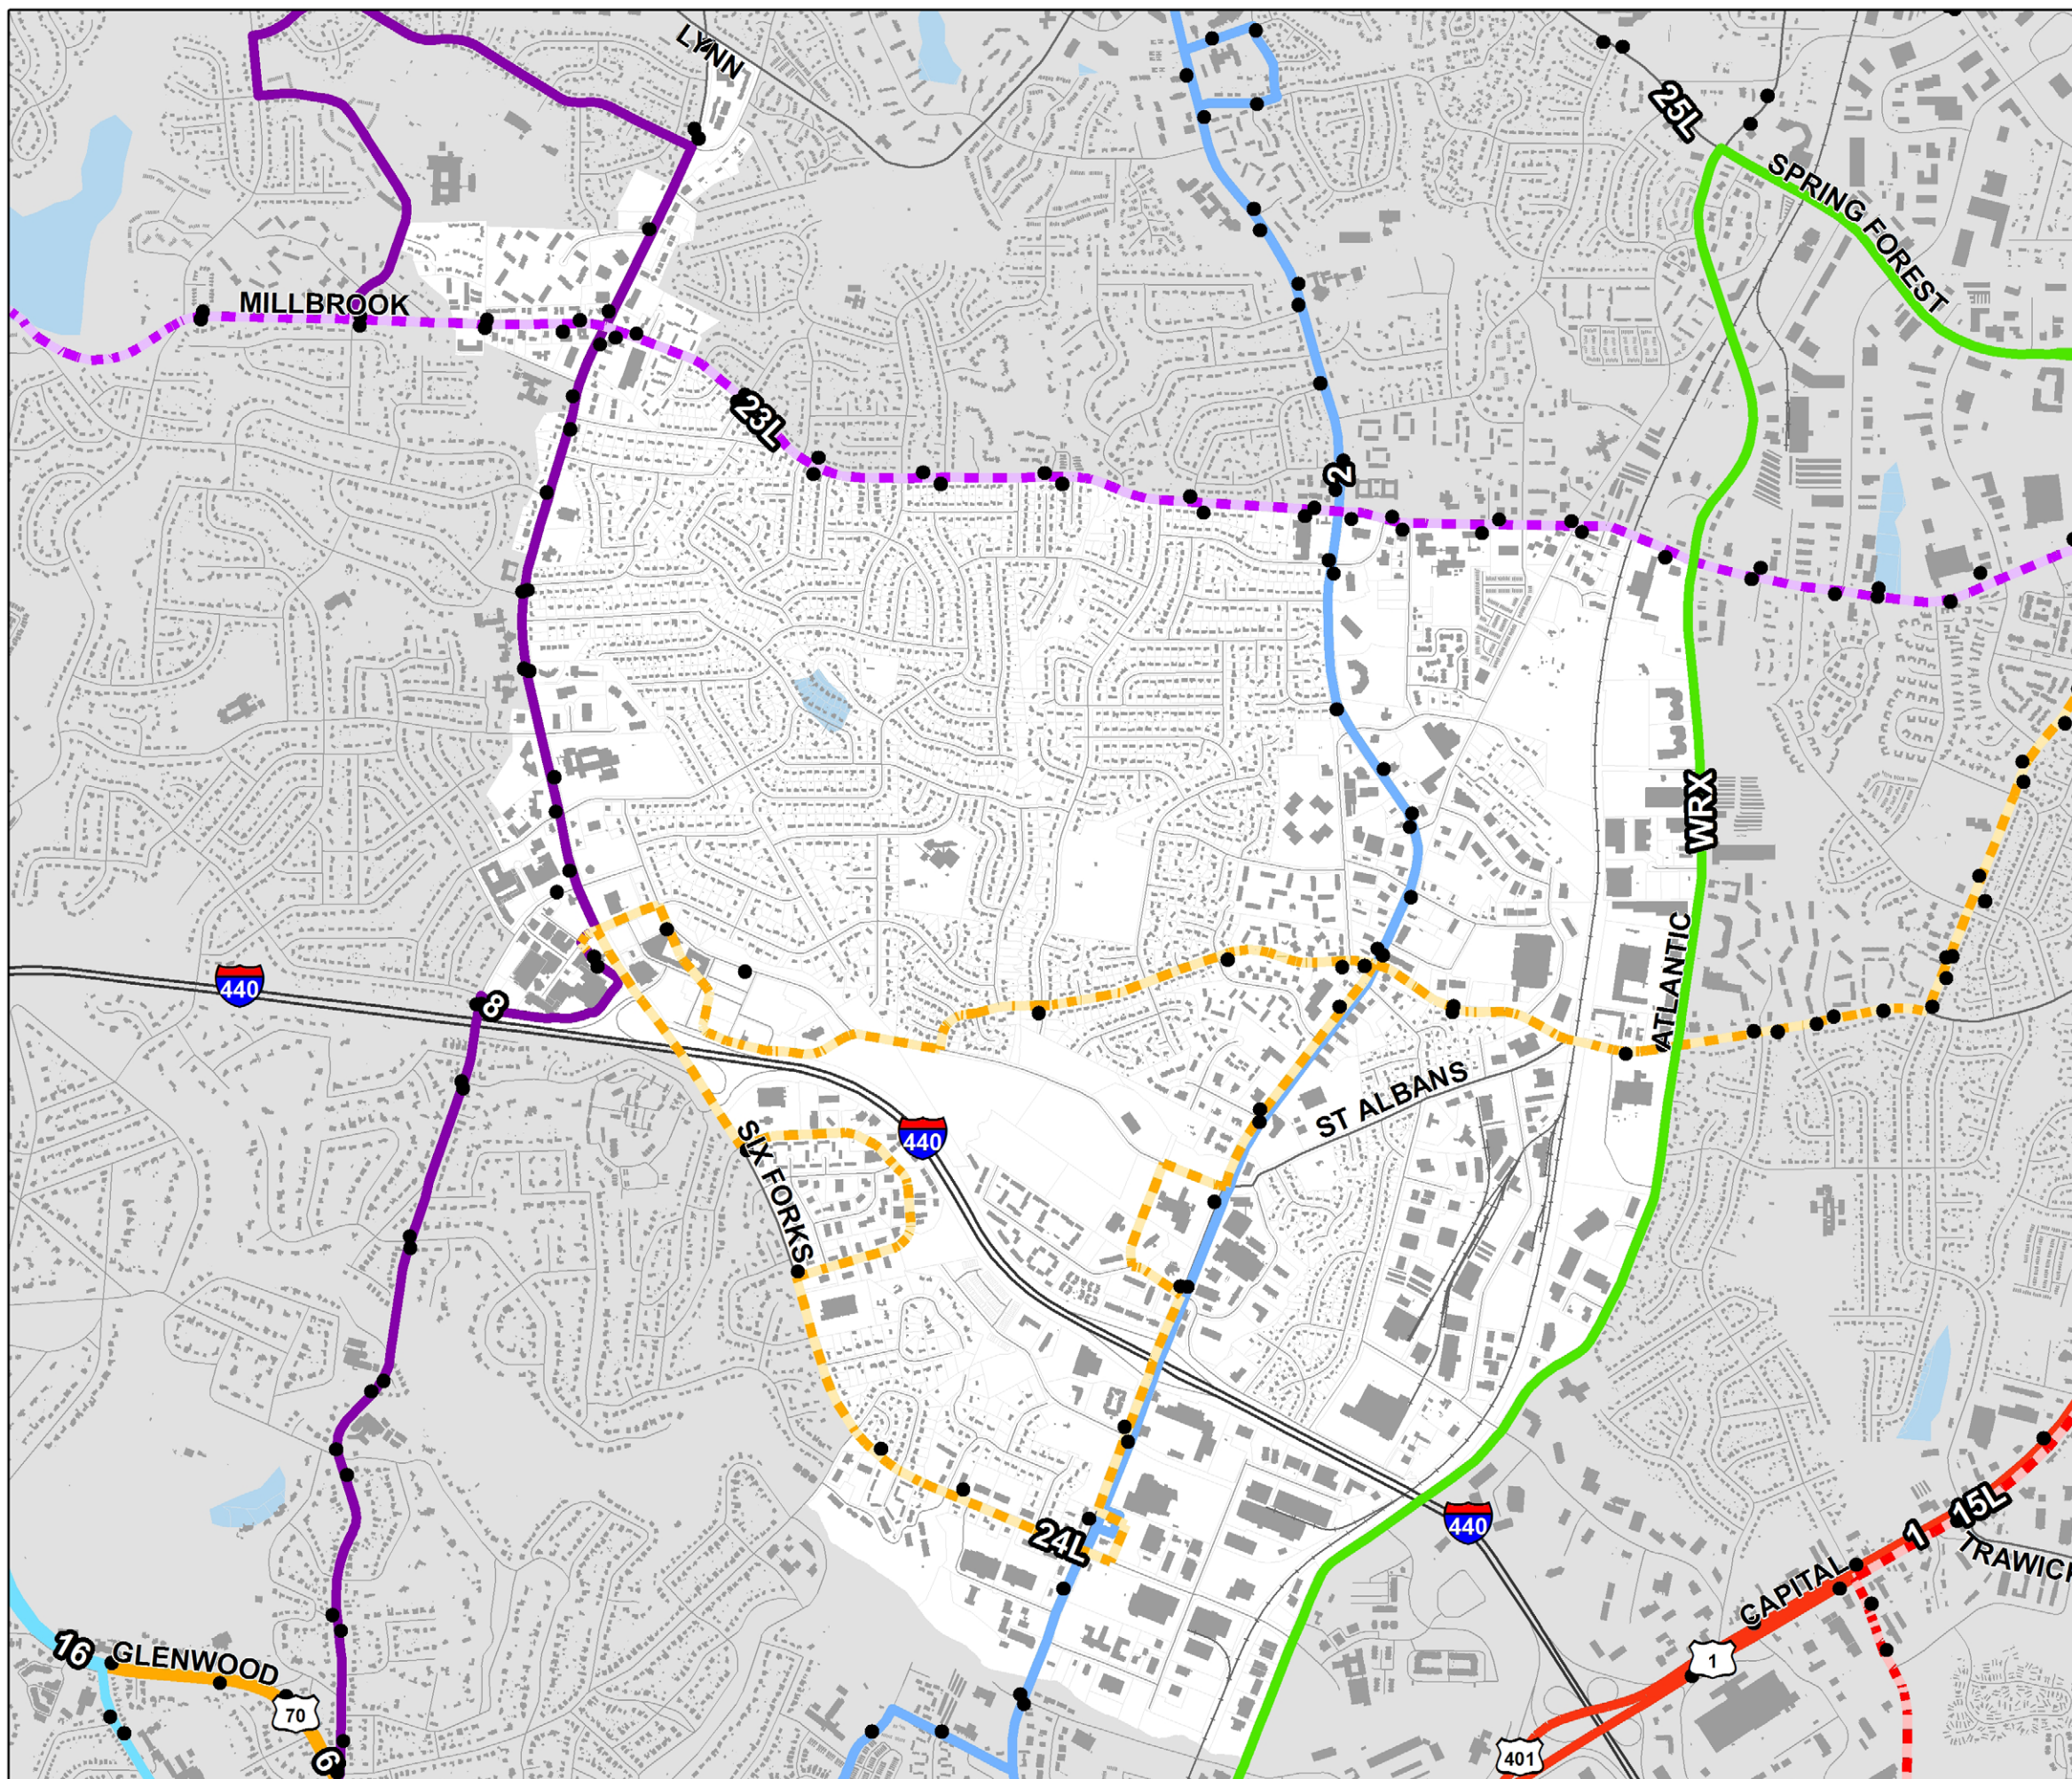 LYNN
25L
SPRING FOREST
MILLBROOK
23L
2
WRX
ATLANTIC
440
8
ST ALBANS
440
SIX FORKS
24L
440
15L
1
TRAWICK
CAPITAL
16
GLENWOOD
1
70
6
401